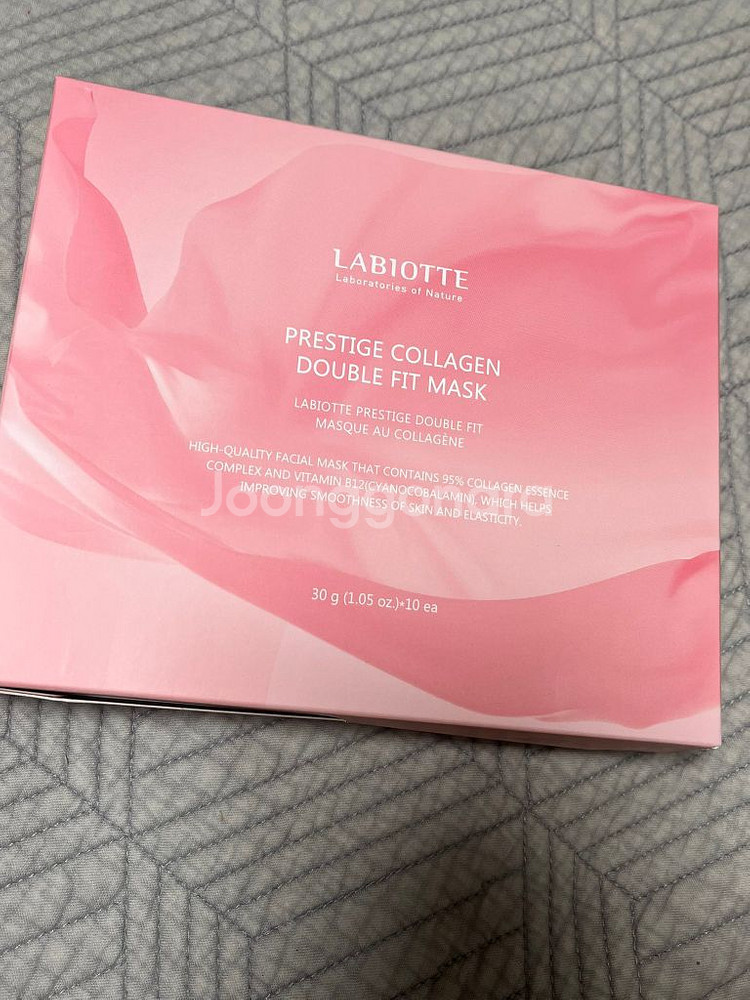 LABIOTTE
Laboratories of Nature
PRESTIGE COLLAGEN
DOUBLE FIT MASK
LABIOTTE PRESTIGE DOUBLE FIT
MASQUE AU COLLAGÈNE
HIGH-QUALITY FACIAL MASK THAT CONTAINS 95% COLLAGEN ESSENCE
COMPLEX AND VITAMIN B12(CYANOCOBALAMIN), WHICH HELPS
Joonggonara
IMPROVING SMOOTHNESS OF SKIN AND ELASTICITY.
30 g (1.05 oz.)*10 ea